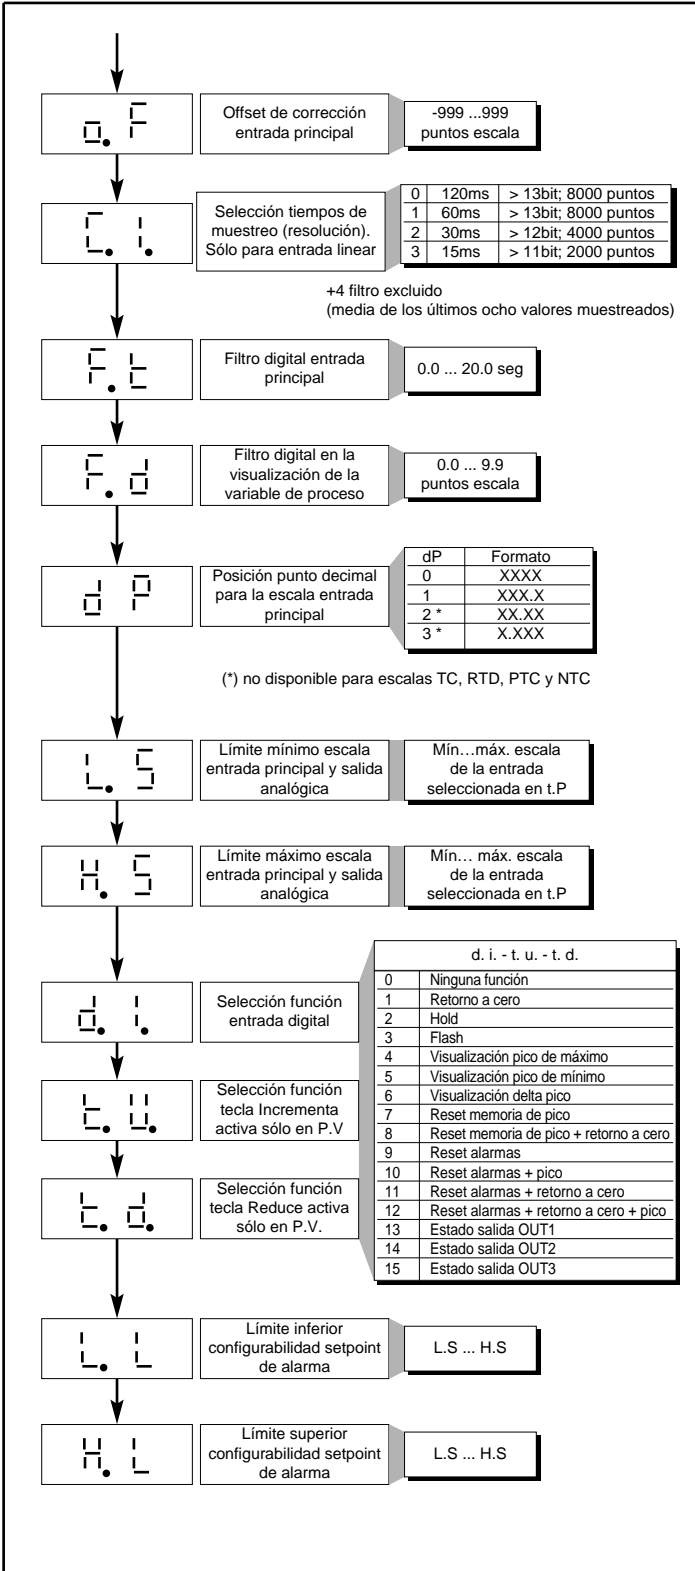 o. F
Offset de corrección
entrada principal
-999 ...999
puntos escala
C. I.
Selección tiempos de
muestreo (resolución).
Sólo para entrada linear
0 120ms > 13bit; 8000 puntos
1 60ms > 13bit; 8000 puntos
2 30ms > 12bit; 4000 puntos
3 15ms > 11bit; 2000 puntos
+4 filtro excluido
(media de los últimos ocho valores muestreados)
F. t
Filtro digital entrada
principal
0.0 ... 20.0 seg
F. d
Filtro digital en la
visualización de la
variable de proceso
0.0 ... 9.9
puntos escala
d P
Posición punto decimal
para la escala entrada
principal
dP Formato
0 XXXX
1 XXX.X
2 * XX.XX
3 * X.XXX
(*) no disponible para escalas TC, RTD, PTC y NTC
L. S
Límite mínimo escala
entrada principal y salida
analógica
Mín...máx. escala
de la entrada
seleccionada en t.P
H. S
Límite máximo escala
entrada principal y salida
analógica
Mín... máx. escala
de la entrada
seleccionada en t.P
d. I.
Selección función
entrada digital
t. U.
Selección función
tecla Incrementa
activa sólo en P.V
t. d.
Selección función
tecla Reduce activa
sólo en P.V.
d. i. - t. u. - t. d.
0 Ninguna función
1 Retorno a cero
2 Hold
3 Flash
4 Visualización pico de máximo
5 Visualización pico de mínimo
6 Visualización delta pico
7 Reset memoria de pico
8 Reset memoria de pico + retorno a cero
9 Reset alarmas
10 Reset alarmas + pico
11 Reset alarmas + retorno a cero
12 Reset alarmas + retorno a cero + pico
13 Estado salida OUT1
14 Estado salida OUT2
15 Estado salida OUT3
L. L
Límite inferior
configurabilidad setpoint
de alarma
L.S ... H.S
H. L
Límite superior
configurabilidad setpoint
de alarma
L.S ... H.S